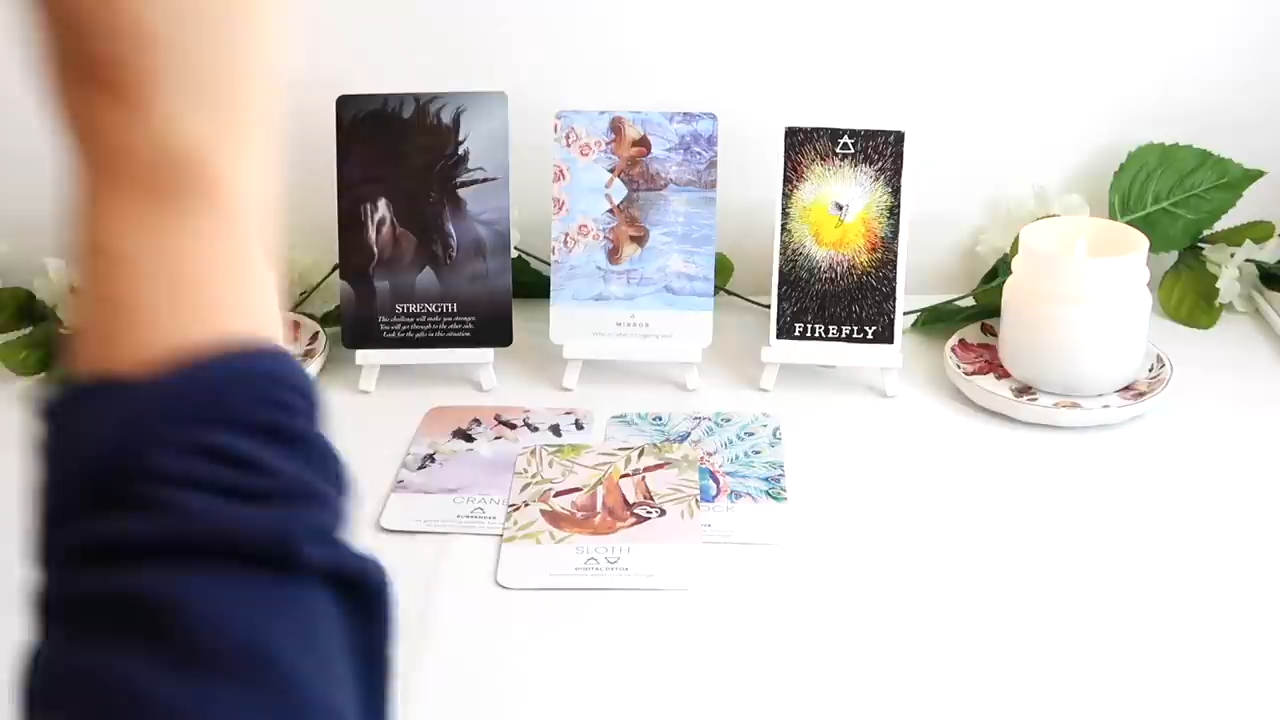 STRENGTH
This challenge will make you stronger.
You will get through to the other side.
Look for the gifts in this situation.
MIRROR
FIREFLY
CRANE
SURRENDER
OCK
SLOTH
DIGITAL DETOX